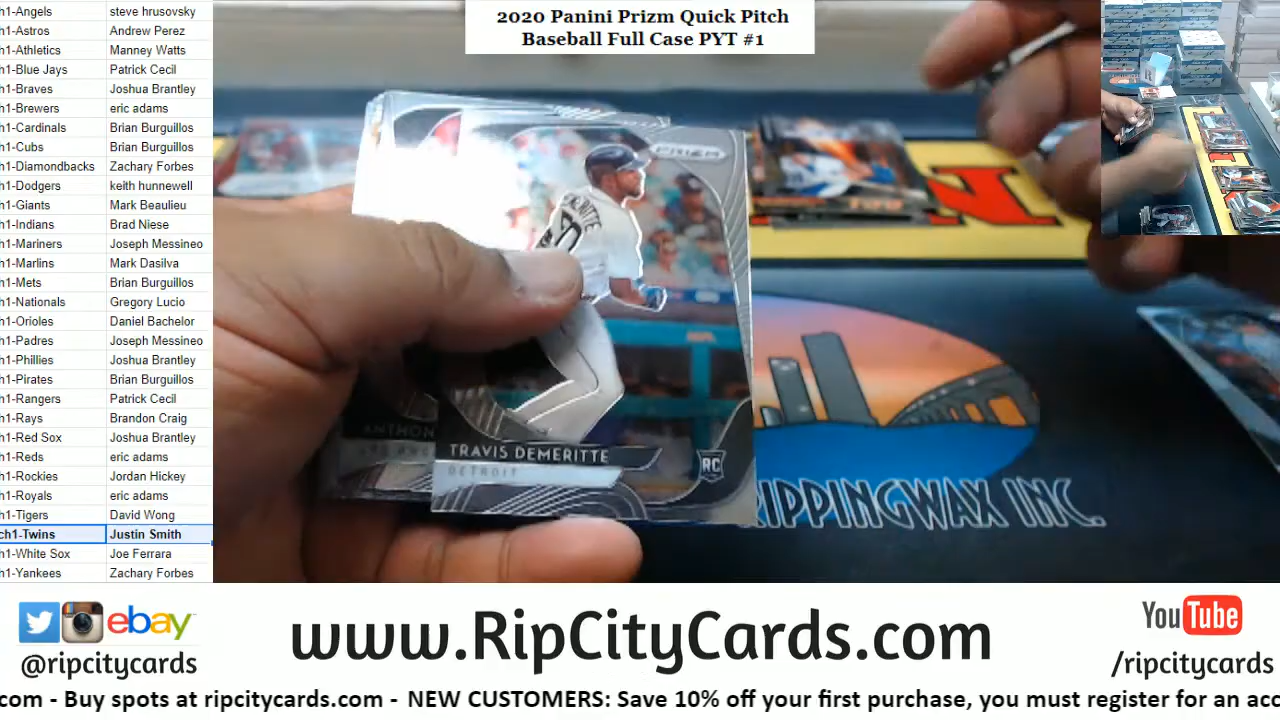 2020 Panini Prizm Quick Pitch
Baseball Full Case PYT #1
h1-Angels steve hrusovsky
h1-Astros Andrew Perez
h1-Athletics Manney Watts
h1-Blue Jays Patrick Cecil
h1-Braves Joshua Brantley
h1-Brewers eric adams
h1-Cardinals Brian Burguillos
h1-Cubs Brian Burguillos
h1-Diamondbacks Zachary Forbes
h1-Dodgers keith hunnewell
h1-Giants Mark Beaulieu
h1-Indians Brad Niese
h1-Mariners Joseph Messineo
h1-Marlins Mark Dasilva
h1-Mets Brian Burguillos
h1-Nationals Gregory Lucio
h1-Orioles Daniel Bachelor
h1-Padres Joseph Messineo
h1-Phillies Joshua Brantley
h1-Pirates Brian Burguillos
h1-Rangers Patrick Cecil
h1-Rays Brandon Craig
h1-Red Sox Joshua Brantley
h1-Reds eric adams
h1-Rockies Jordan Hickey
h1-Royals eric adams
h1-Tigers David Wong
ch1-Twins Justin Smith
h1-White Sox Joe Ferrara
h1-Yankees Zachary Forbes
PRIZM
ANTHON
TRAVIS DEMERITTE
DETROIT
RC
RIPPINGWAX INC.
ebay
@ripcitycards
www.RipCityCards.com
YouTube
/ripcitycards
com - Buy spots at ripcitycards.com - NEW CUSTOMERS: Save 10% off your first purchase, you must register for an acc